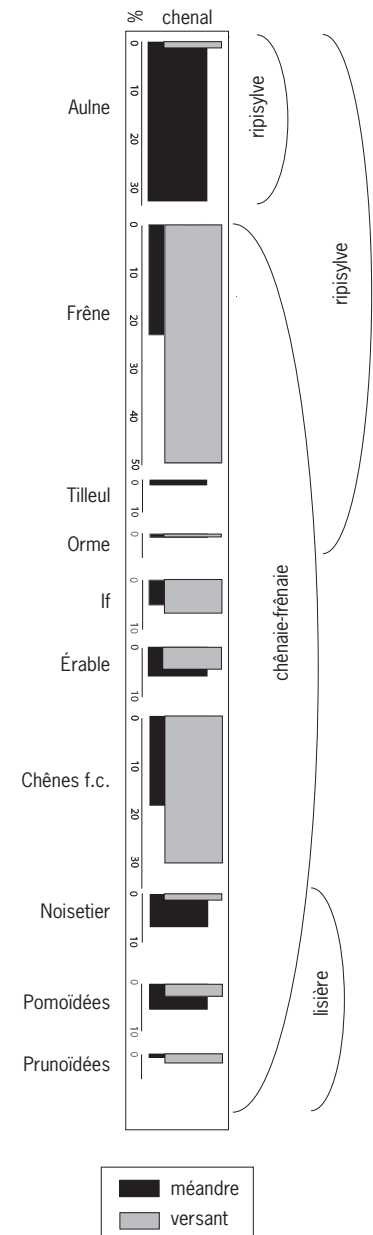 % chenal
Aulne
0
10
20
30
ripisylve
ripisylve
Frêne
0
10
20
30
40
50
Tilleul
0
10
Orme
0
If
0
10
chênaie-frênaie
Érable
0
10
Chênes f.c.
0
10
20
30
Noisetier
0
10
lisière
Pomoïdées
0
10
Prunoïdées
0
méandre
versant